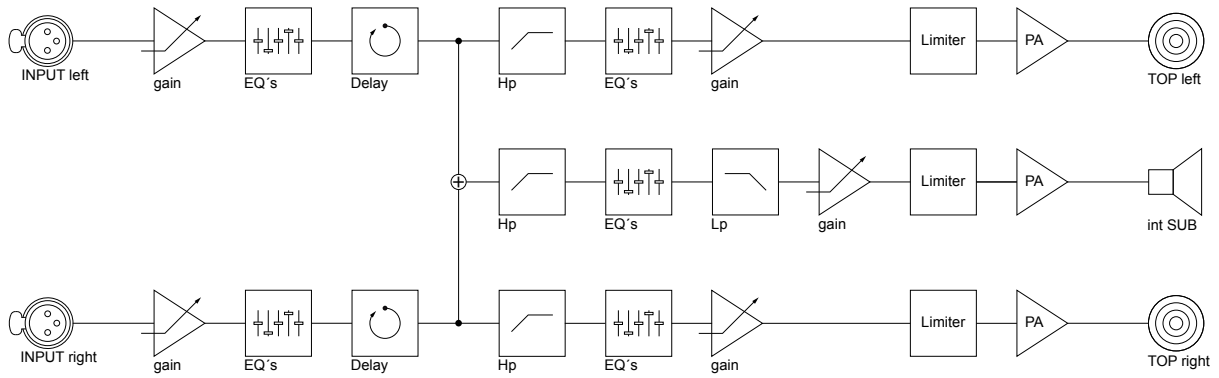 Limiter
PA
INPUT left
gain
EQ´s
Delay
Hp
EQ´s
gain
TOP left
Limiter
PA
Hp
EQ´s
Lp
gain
int SUB
Limiter
PA
INPUT right
gain
EQ´s
Delay
Hp
EQ´s
gain
TOP right